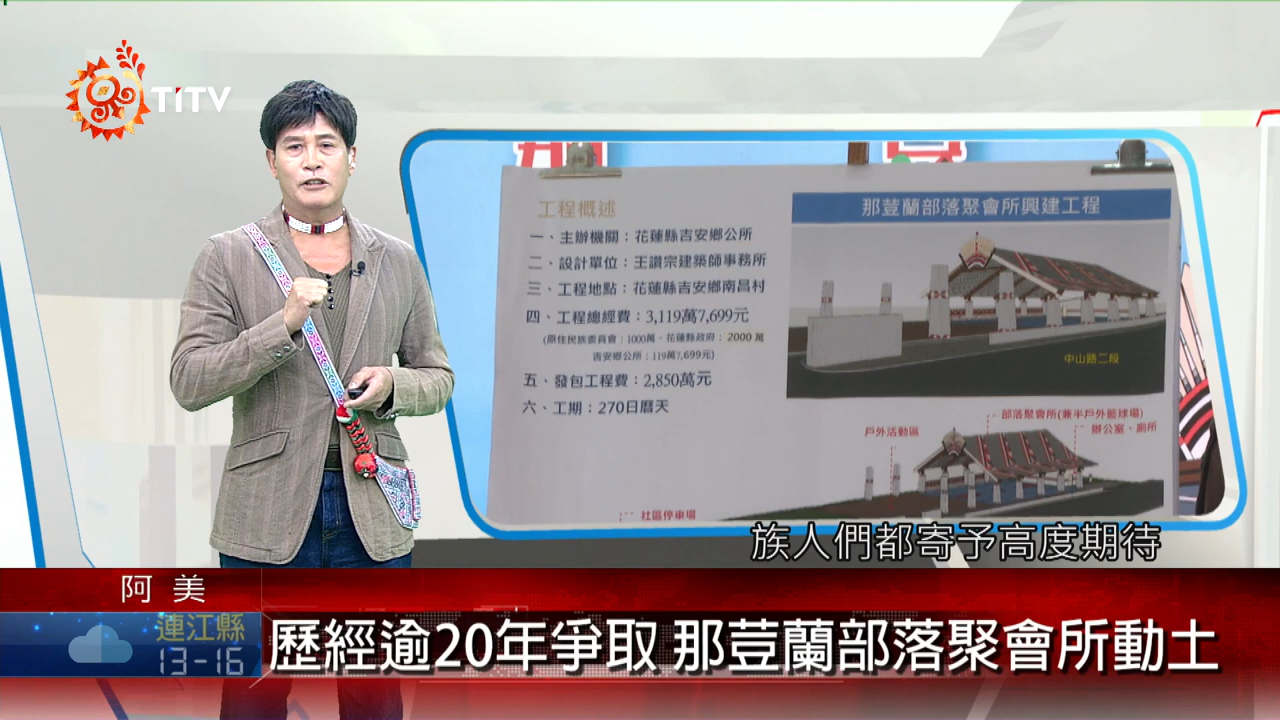 TiTV
工程概述
一、主辦機關：花蓮縣吉安鄉公所
二、設計單位：王讚宗建築師事務所
三、工程地點：花蓮縣吉安鄉南昌村
四、工程總經費：3,119萬7,699元
(原住民族委員會：1000萬、花蓮縣政府：2000萬
吉安鄉公所：119萬7,699元)
五、發包工程費：2,850萬元
六、工期：270日曆天
那荳蘭部落聚會所興建工程
中山路二段
部落聚會所(兼半戶外籃球場)
戶外活動區
辦公室、廁所
社區停車場
族人們都寄予高度期待
阿美
連江縣
13-16
歷經逾20年爭取 那荳蘭部落聚會所動土